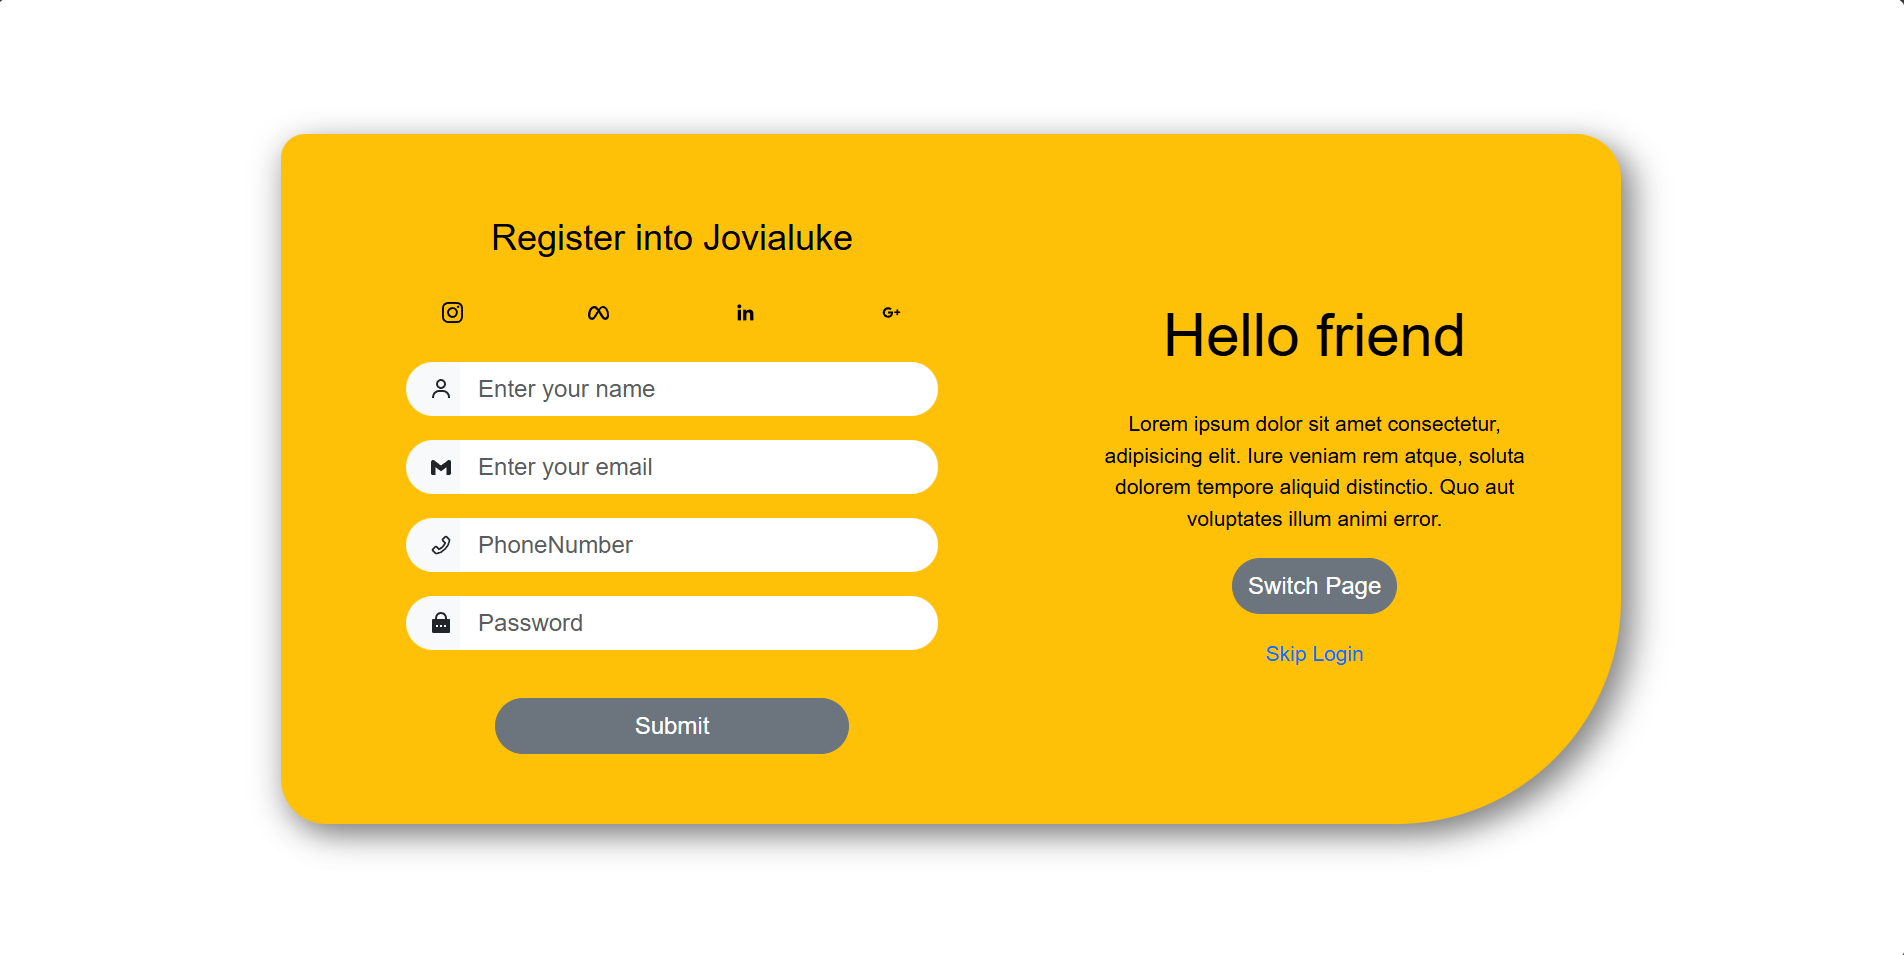 Register into Jovialuke
Enter your name
Enter your email
PhoneNumber
Password
Submit
Hello friend
Lorem ipsum dolor sit amet consectetur,
adipisicing elit. Iure veniam rem atque, soluta
dolorem tempore aliquid distinctio. Quo aut
voluptates illum animi error.
Switch Page
Skip Login